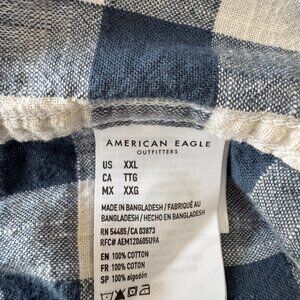 AMERICAN EAGLE
OUTFITTERS
US XXL
CA TTG
MX XXG
MADE IN BANGLADESH / FABRIQUÉ AU
BANGLADESH / HECHO EN BANGLADESH
RN 54485 / CA 03873
RFC# AEM120605U9A
EN 100% COTTON
FR 100% COTON
SP 100% algodón